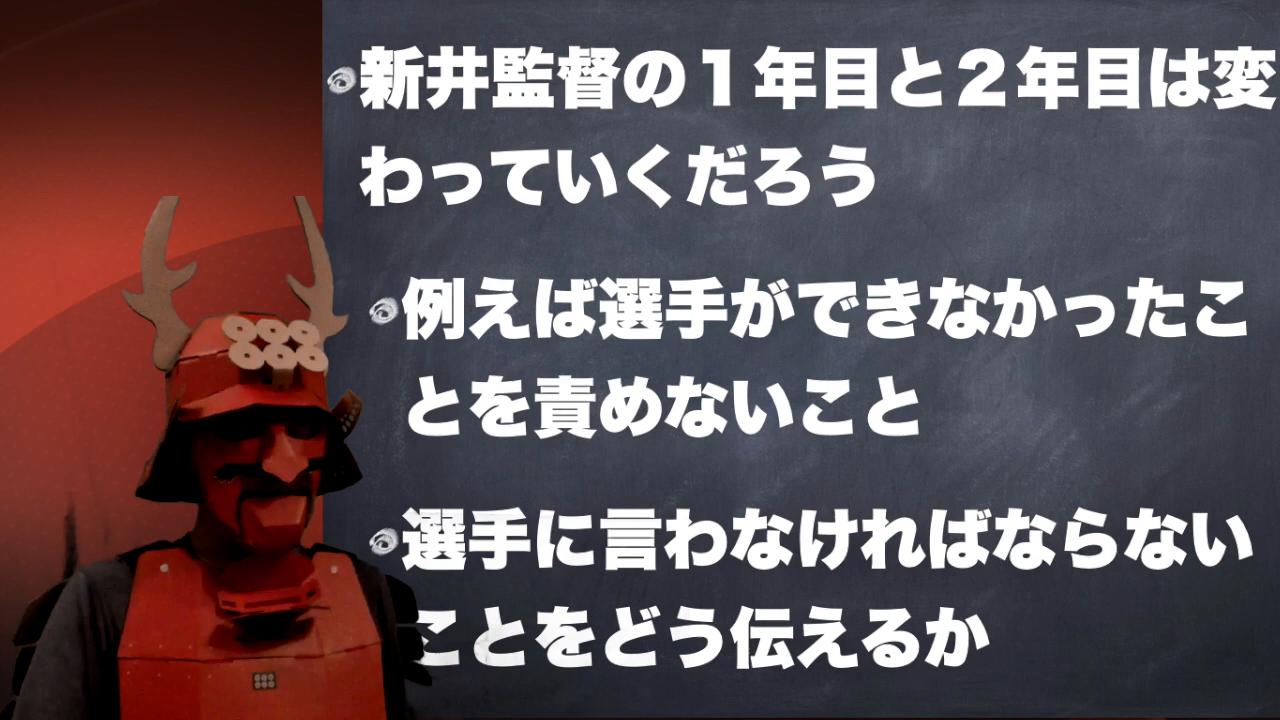 新井監督の１年目と２年目は変
わっていくだろう
例えば選手ができなかったこ
とを責めないこと
選手に言わなければならない
ことをどう伝えるか